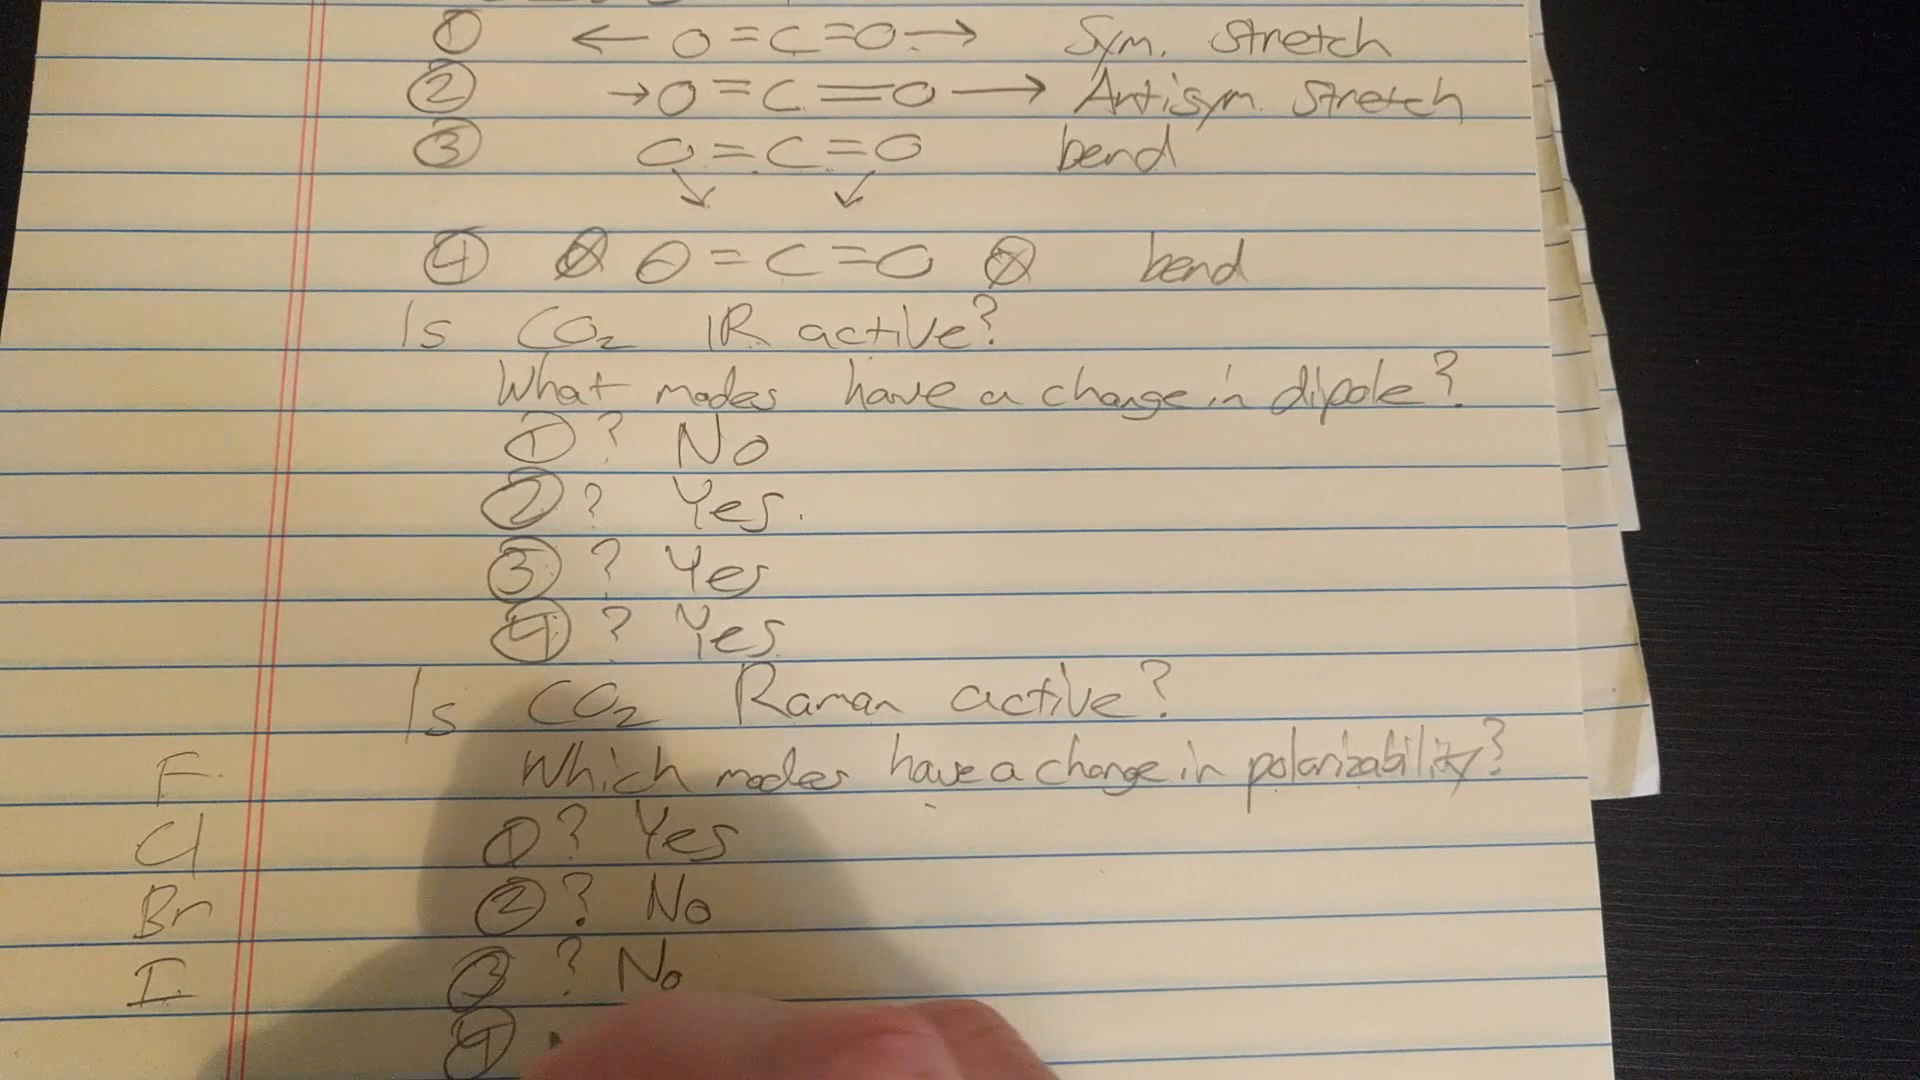 ① ← O=C=O → Sym. Stretch
② →O=C=O → Antisym. Stretch
③ O=C=O bend
④ ⊗ O=C=O ⊗ bend
Is CO₂ IR active?
What modes have a change in dipole?
①? No
②? Yes.
③? Yes
④? Yes.
Is CO₂ Raman active?
Which modes have a change in polarizability?
①? Yes
②? No
③? No
④
F
Cl
Br
I